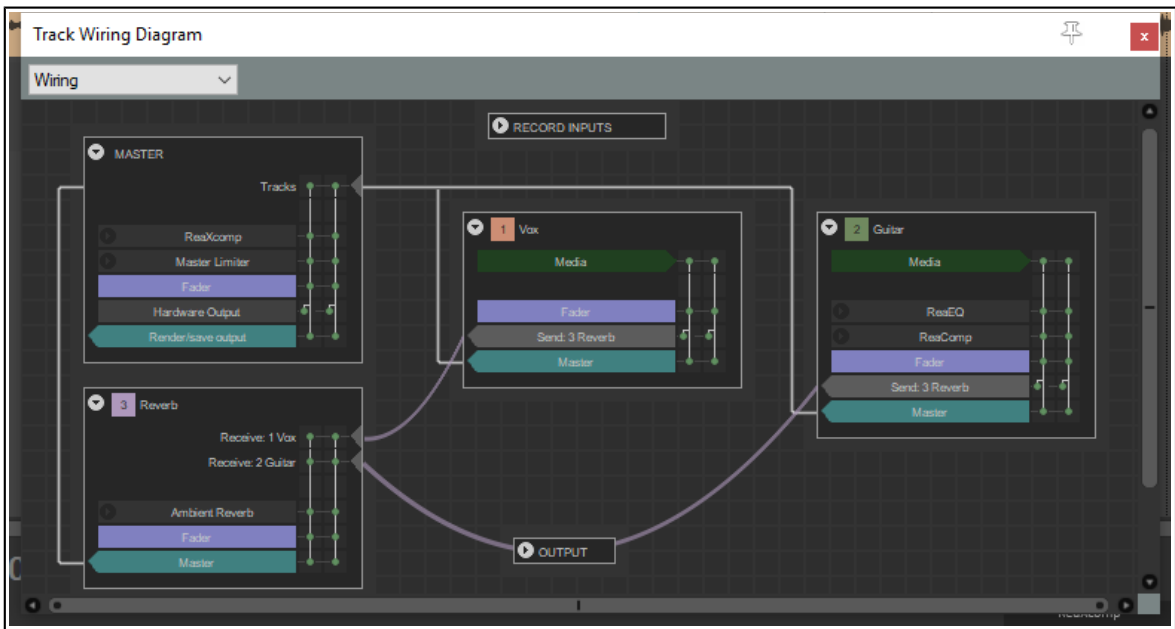 Track Wiring Diagram
x
Wiring
RECORD INPUTS
MASTER
Tracks
ReaXcomp
Master Limiter
Fader
Hardware Output
Render/save output
1 Vox
Media
Fader
Send: 3 Reverb
Master
2 Guitar
Media
ReaEQ
ReaComp
Fader
Send: 3 Reverb
Master
3 Reverb
Receive: 1 Vox
Receive: 2 Guitar
Ambient Reverb
Fader
Master
OUTPUT